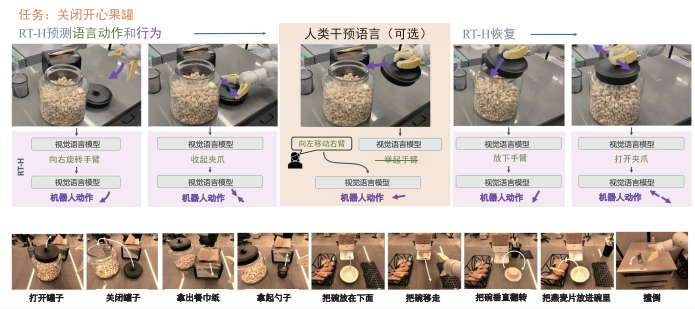 任务：关闭开心果罐
RT-H预测语言动作和行为
人类干预语言（可选）
RT-H恢复
RT-H
视觉语言模型
向右旋转手臂
视觉语言模型
机器人动作
视觉语言模型
收起夹爪
视觉语言模型
机器人动作
向左移动右臂
视觉语言模型
举起手臂
视觉语言模型
机器人动作
视觉语言模型
放下手臂
视觉语言模型
机器人动作
视觉语言模型
打开夹爪
视觉语言模型
机器人动作
打开罐子
关闭罐子
拿出餐巾纸
拿起勺子
把碗放在下面
把碗移走
把碗垂直翻转
把燕麦片放进碗里
撞倒